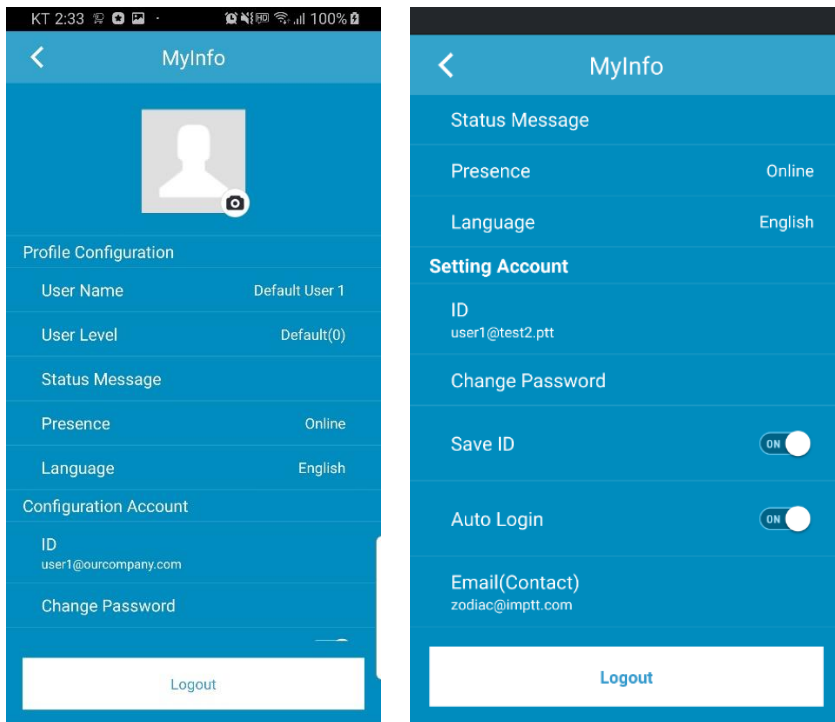 KT 2:33
100%
MyInfo
Profile Configuration
User Name Default User 1
User Level Default(0)
Status Message
Presence Online
Language English
Configuration Account
ID
user1@ourcompany.com
Change Password
Logout
MyInfo
Status Message
Presence Online
Language English
Setting Account
ID
user1@test2.ptt
Change Password
Save ID ON
Auto Login ON
Email(Contact)
zodiac@imptt.com
Logout